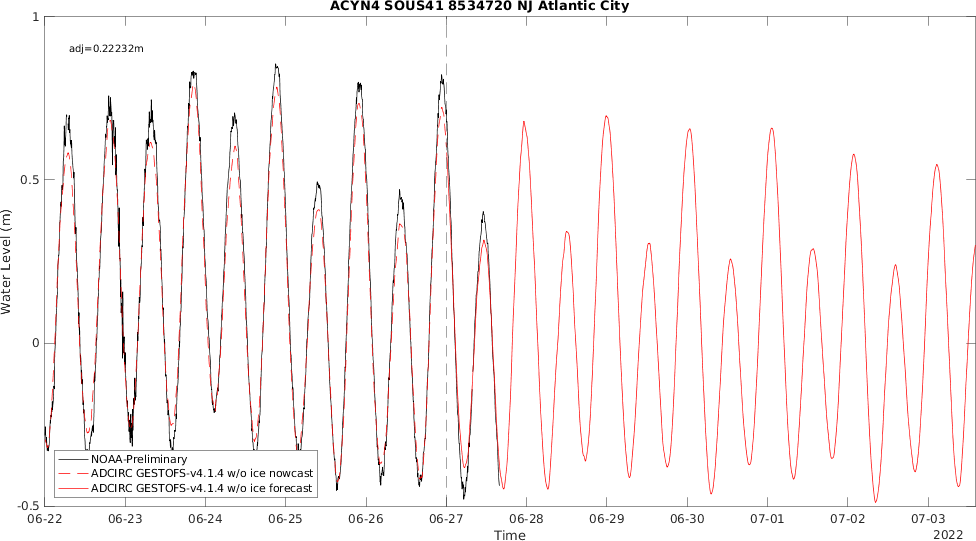 ACYN4 SOUS41 8534720 NJ Atlantic City
adj=0.22232m
Water Level (m)
1
0.5
0
-0.5
NOAA-Preliminary
ADCIRC GESTOFS-v4.1.4 w/o ice nowcast
ADCIRC GESTOFS-v4.1.4 w/o ice forecast
06-22 06-23 06-24 06-25 06-26 06-27 06-28 06-29 06-30 07-01 07-02 07-03
Time
2022